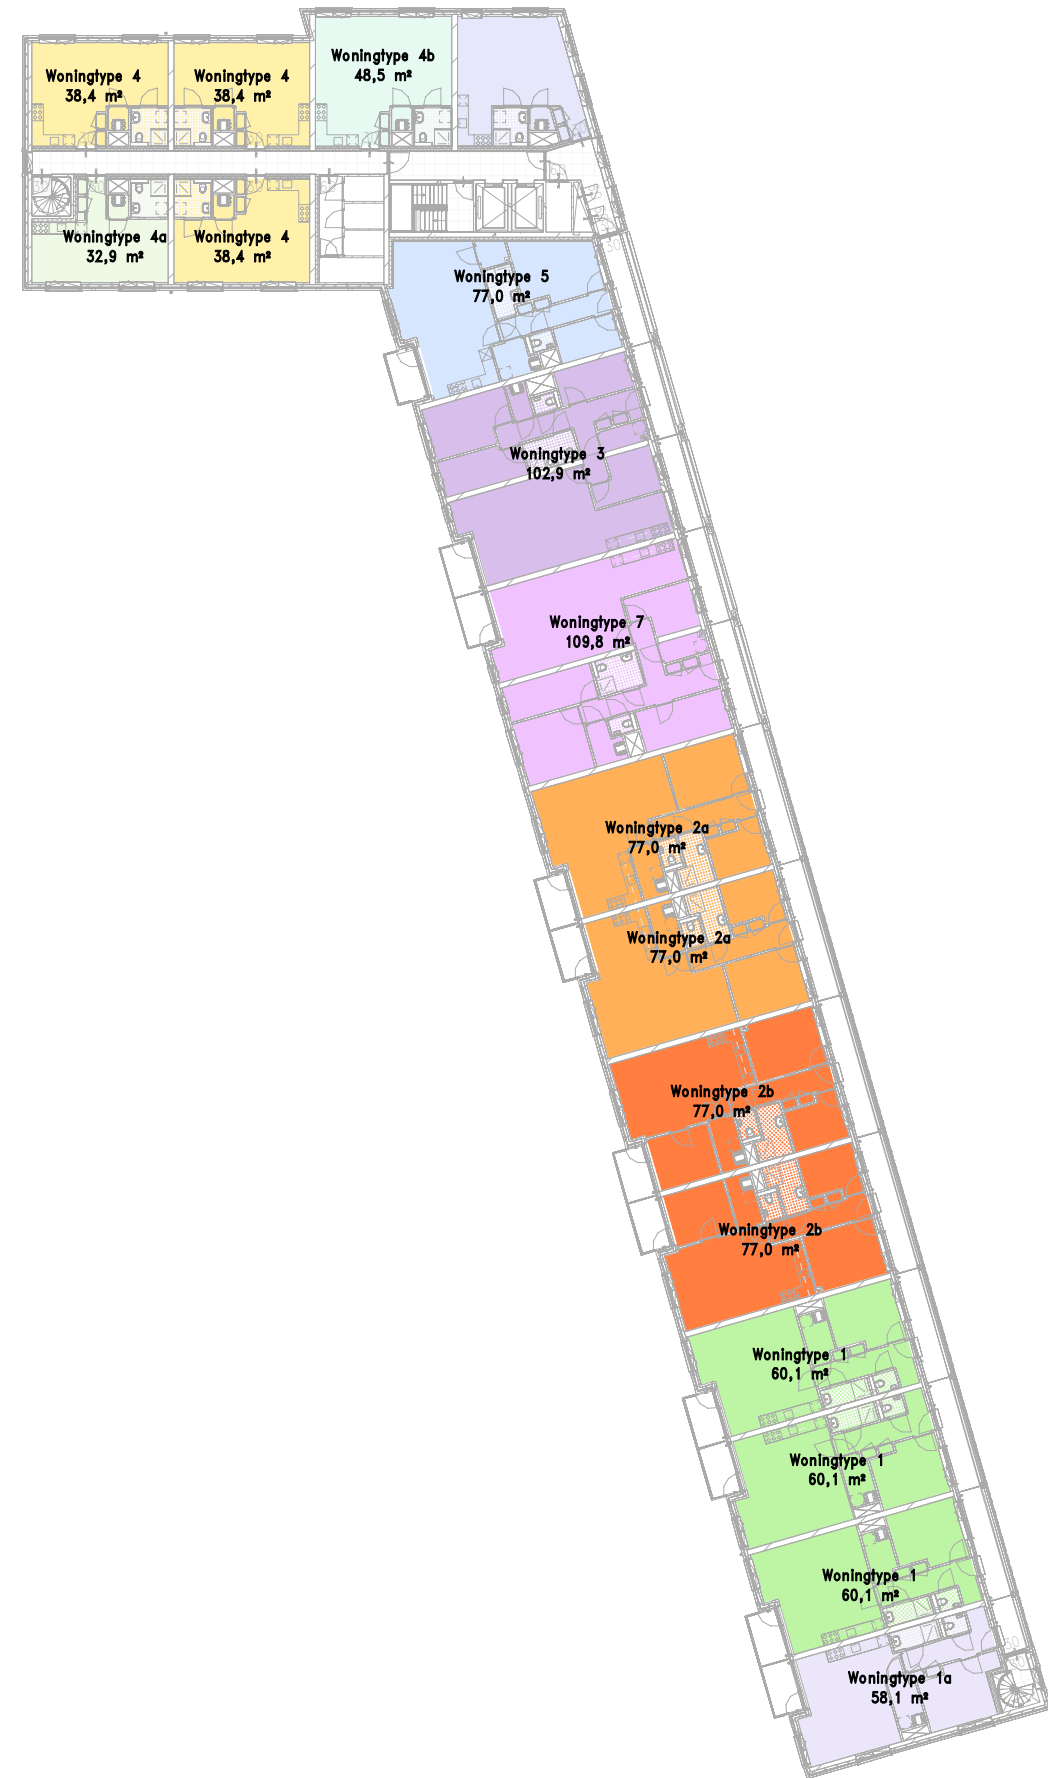 Woningtype 4
38,4 m²
Woningtype 4
38,4 m²
Woningtype 4b
48,5 m²
Woningtype 4a
32,9 m²
Woningtype 4
38,4 m²
Woningtype 5
77,0 m²
Woningtype 3
102,9 m²
Woningtype 7
109,8 m²
Woningtype 2a
77,0 m²
Woningtype 2a
77,0 m²
Woningtype 2b
77,0 m²
Woningtype 2b
77,0 m²
Woningtype 1
60,1 m²
Woningtype 1
60,1 m²
Woningtype 1
60,1 m²
Woningtype 1a
58,1 m²